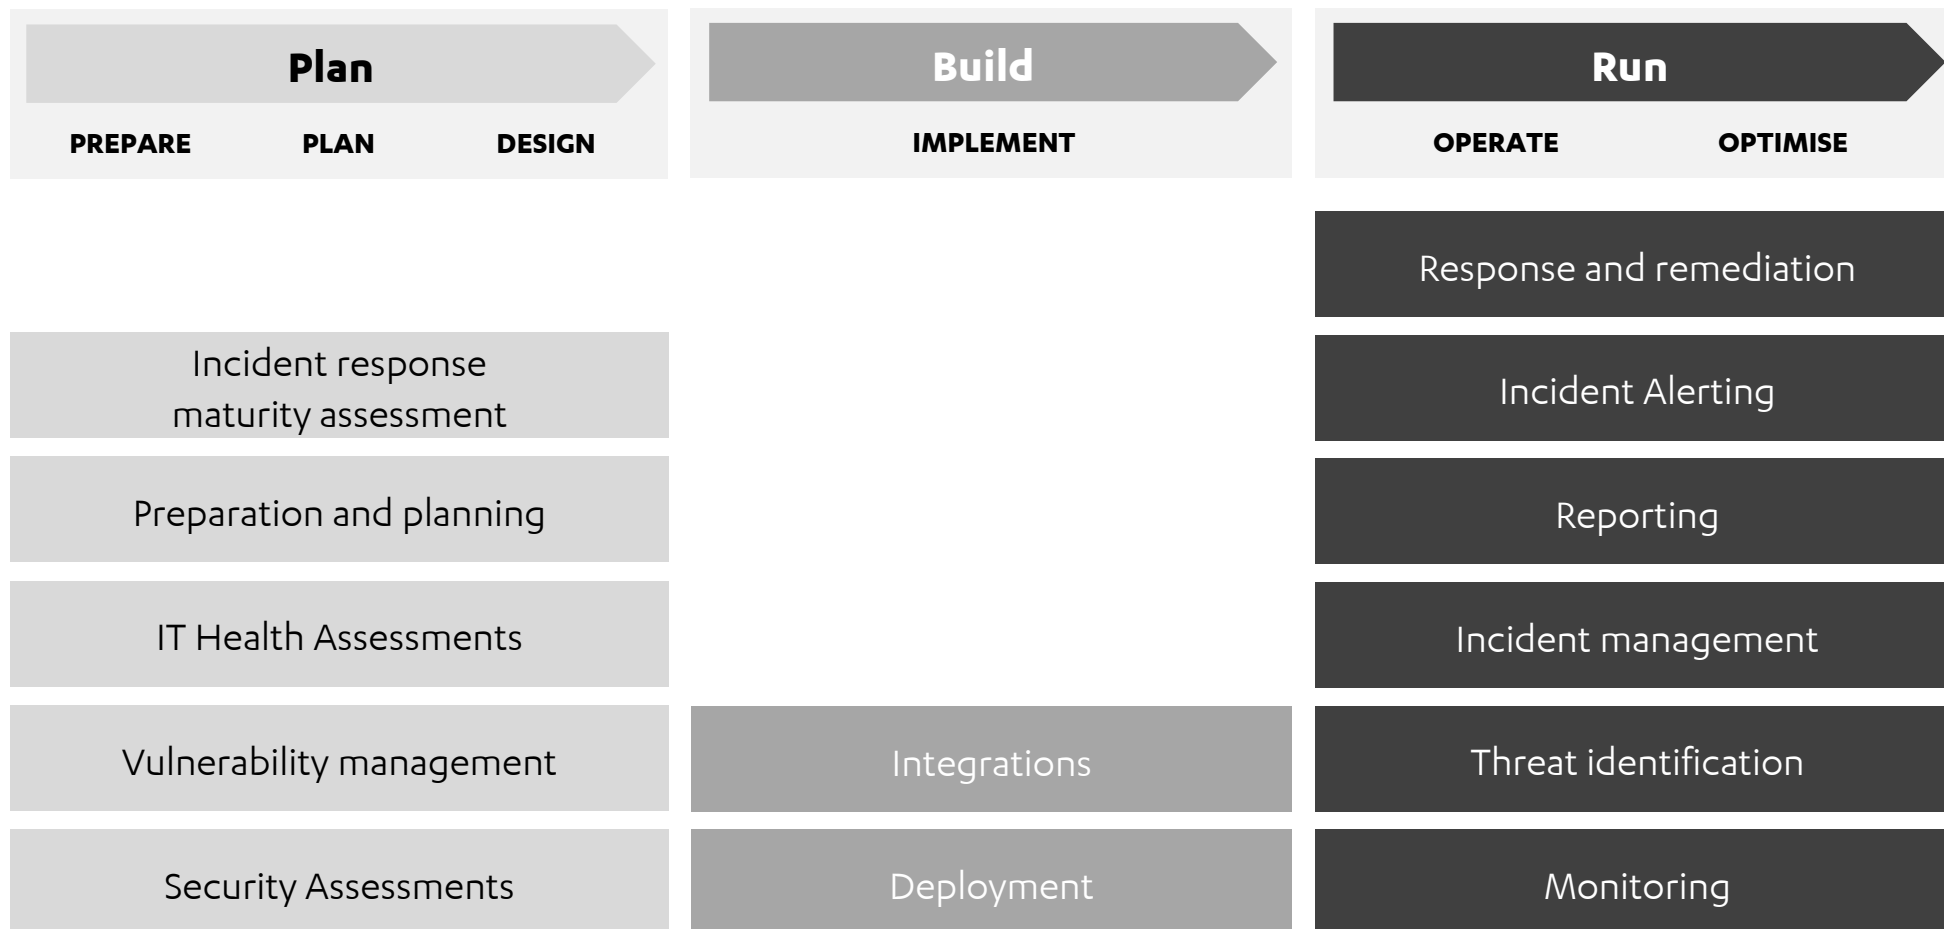 Plan
PREPARE PLAN DESIGN
Incident response
maturity assessment
Preparation and planning
IT Health Assessments
Vulnerability management
Security Assessments
Build
IMPLEMENT
Integrations
Deployment
Run
OPERATE OPTIMISE
Response and remediation
Incident Alerting
Reporting
Incident management
Threat identification
Monitoring